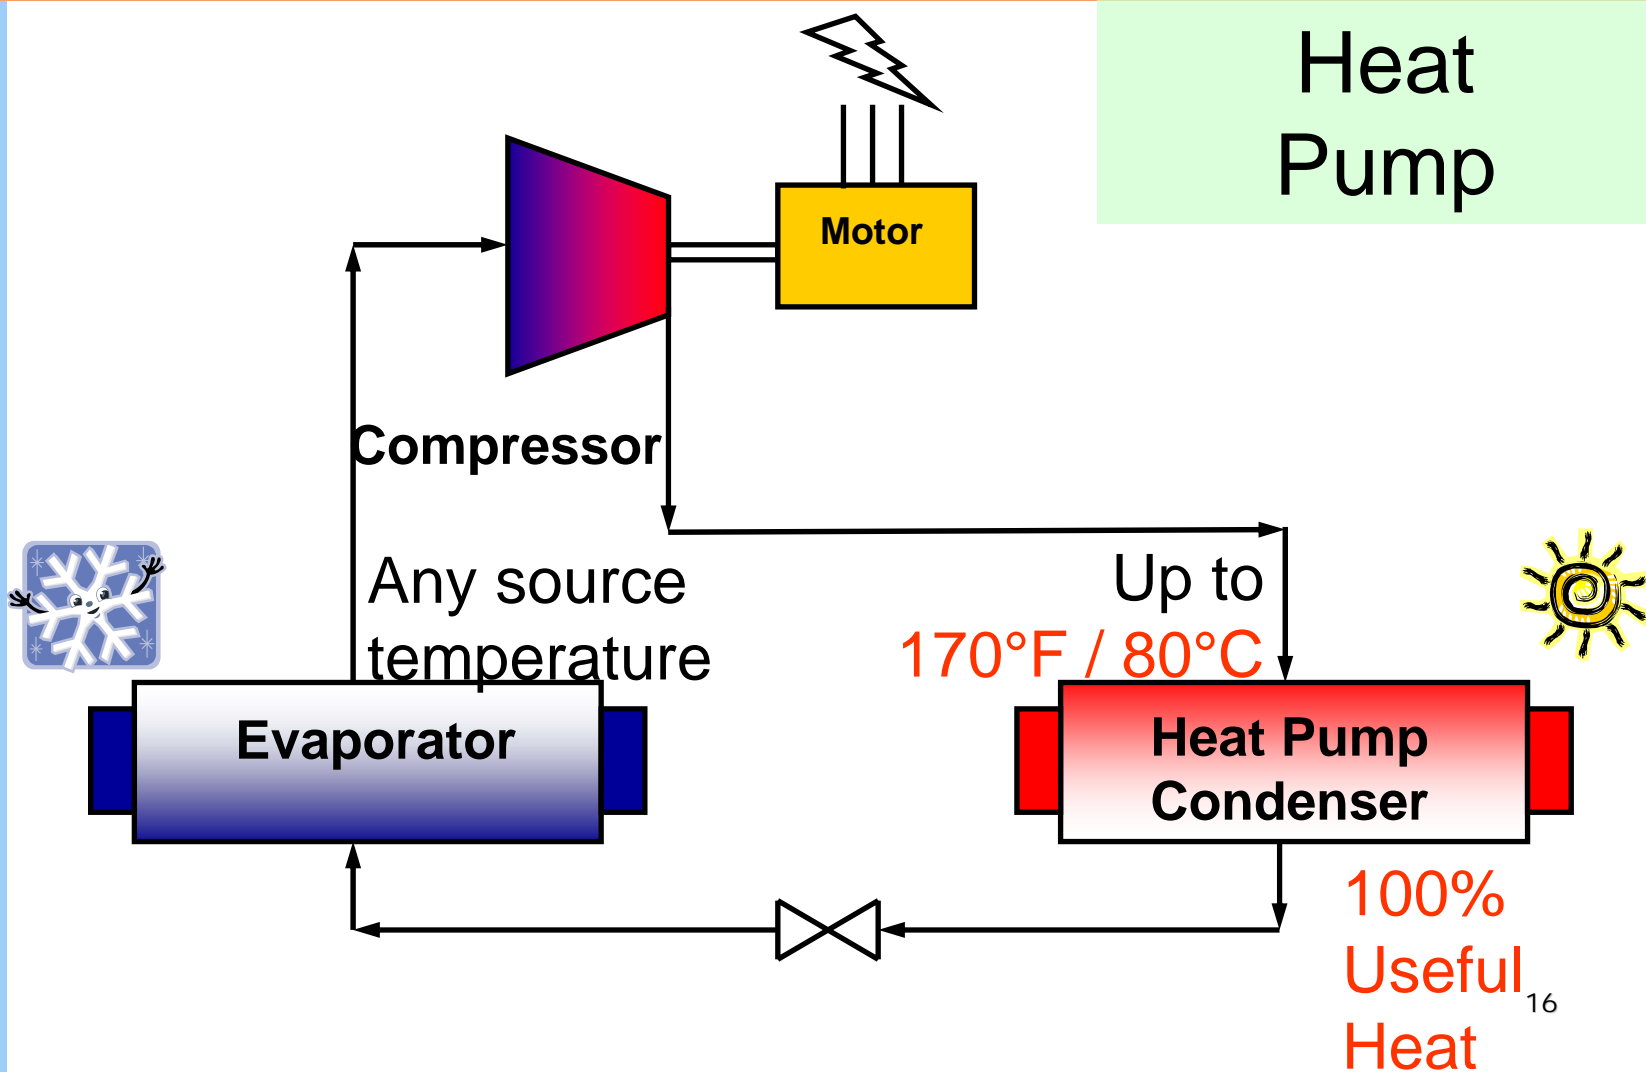 Heat
Pump
Motor
Compressor
Any source
temperature
Up to
170°F / 80°C
Evaporator
Heat Pump
Condenser
100%
Useful
Heat
16